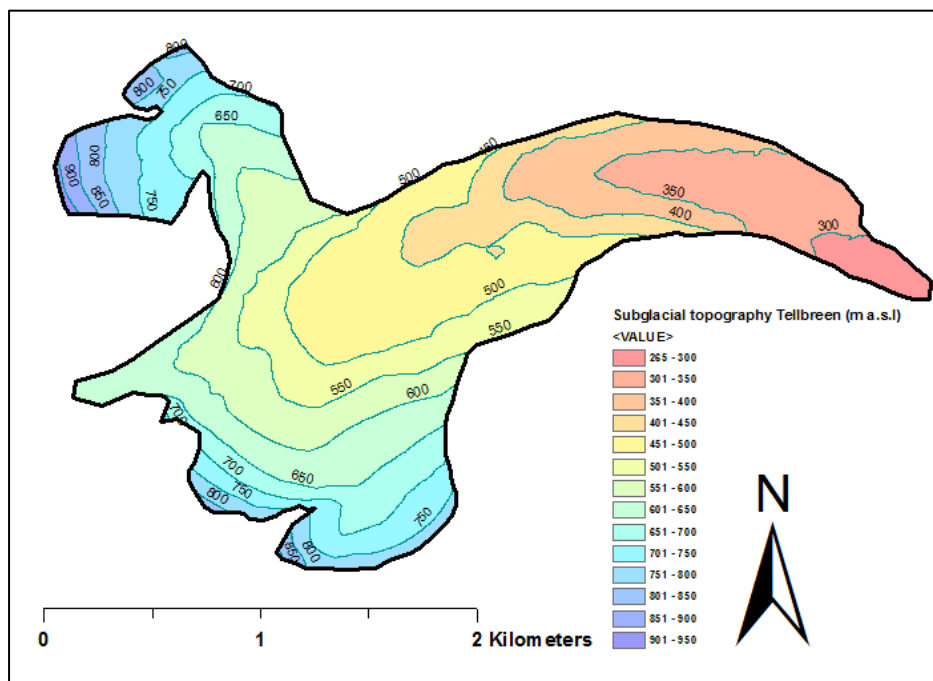 800
700
800
750
650
800
900
850
750
500
450
350
400
300
600
500
550
550
600
700
700
650
750
800
750
800
850
Subglacial topography Tellbreen (m a.s.l)
<VALUE>
265 - 300
301 - 350
351 - 400
401 - 450
451 - 500
501 - 550
551 - 600
601 - 650
651 - 700
701 - 750
751 - 800
801 - 850
851 - 900
901 - 950
N
0 1 2 Kilometers